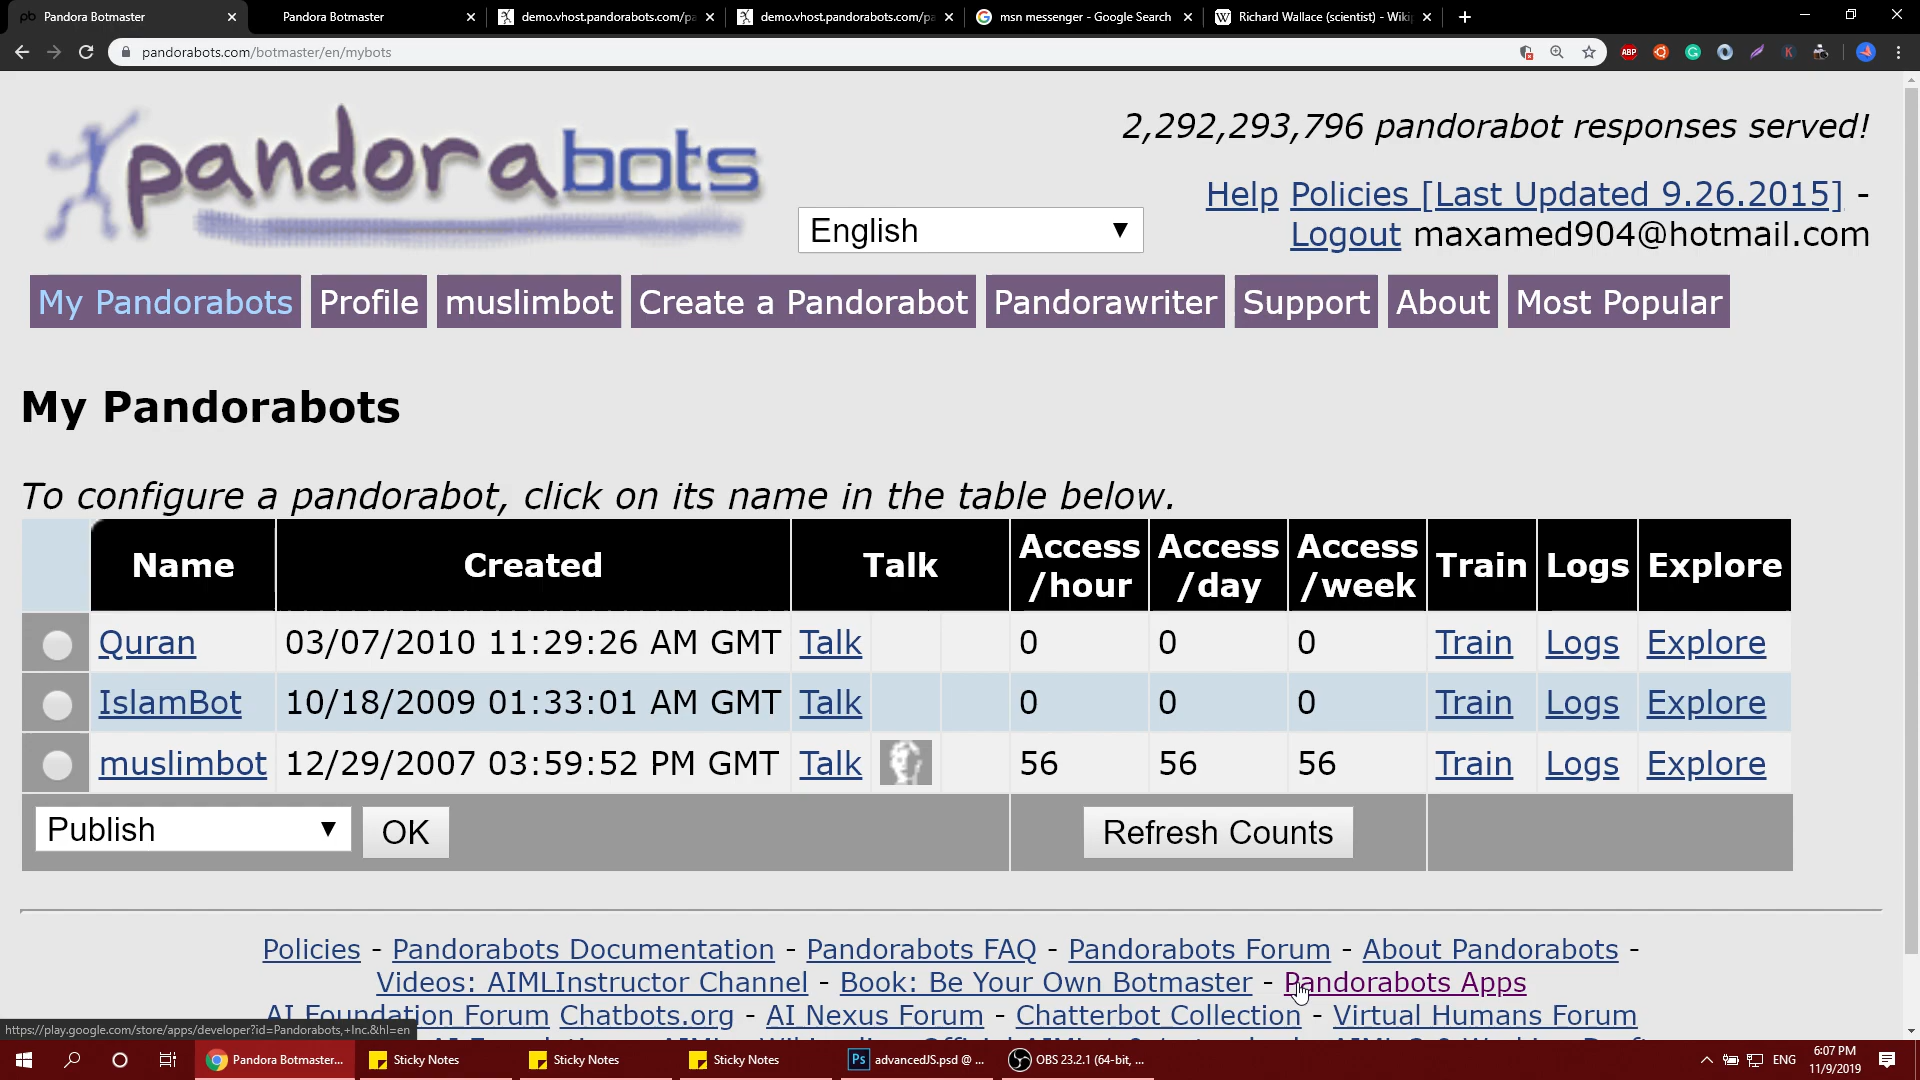 Pandora Botmaster
Pandora Botmaster
demo.vhost.pandorabots.com/pa
demo.vhost.pandorabots.com/pa
msn messenger - Google Search
Richard Wallace (scientist) - Wiki
pandorabots.com/botmaster/en/mybots
ABP
pandorabots
2,292,293,796 pandorabot responses served!
Help Policies [Last Updated 9.26.2015] -
English
Logout maxamed904@hotmail.com
My Pandorabots Profile muslimbot Create a Pandorabot Pandorawriter Support About Most Popular
My Pandorabots
To configure a pandorabot, click on its name in the table below.
Name Created Talk Access /hour Access /day Access /week Train Logs Explore
Quran 03/07/2010 11:29:26 AM GMT Talk 0 0 0 Train Logs Explore
IslamBot 10/18/2009 01:33:01 AM GMT Talk 0 0 0 Train Logs Explore
muslimbot 12/29/2007 03:59:52 PM GMT Talk 56 56 56 Train Logs Explore
Publish OK Refresh Counts
Policies - Pandorabots Documentation - Pandorabots FAQ - Pandorabots Forum - About Pandorabots -
Videos: AIMLInstructor Channel - Book: Be Your Own Botmaster - Pandorabots Apps
AI Foundation Forum Chatbots.org - AI Nexus Forum - Chatterbot Collection - Virtual Humans Forum
https://play.google.com/store/apps/developer?id=Pandorabots,+Inc.&hl=en
Pandora Botmaster... Sticky Notes Sticky Notes Sticky Notes advancedJS.psd @ ... OBS 23.2.1 (64-bit, ... ENG
6:07 PM
11/9/2019